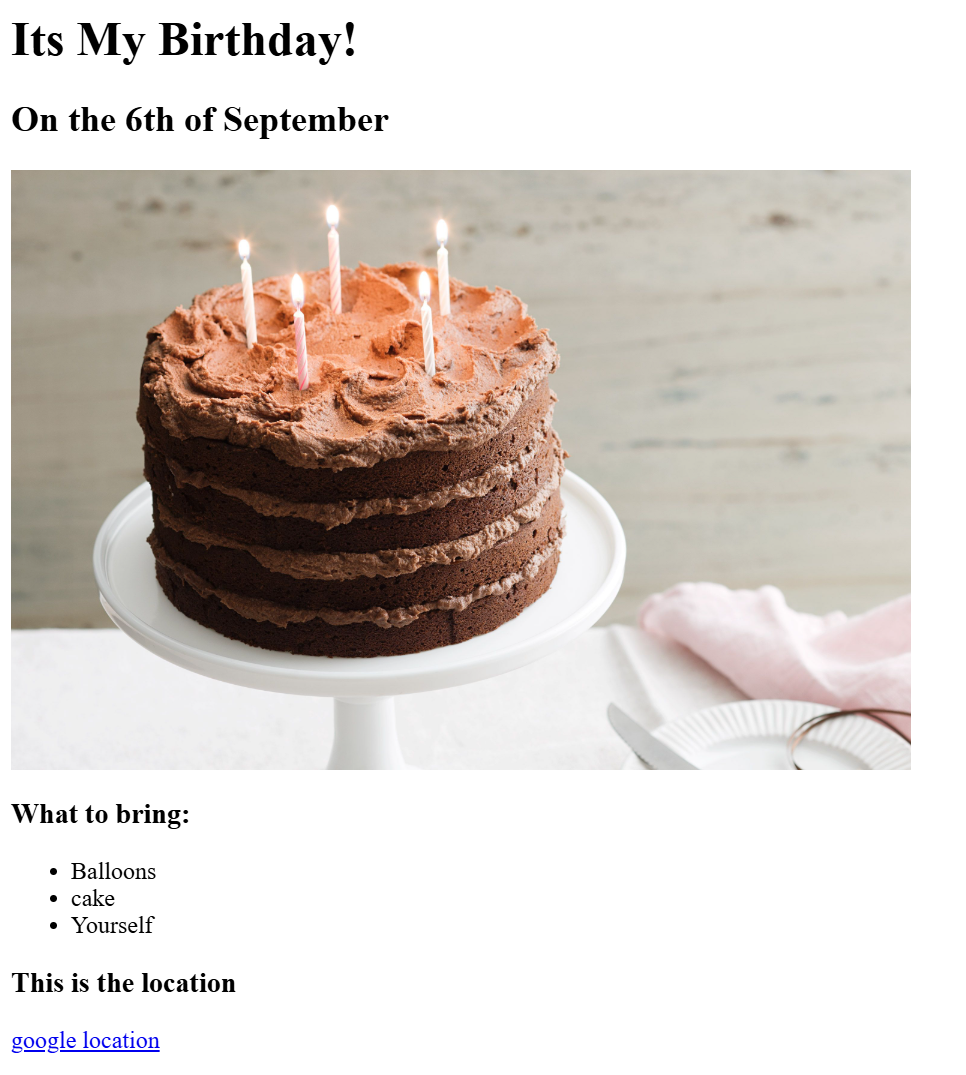 Its My Birthday!
On the 6th of September
What to bring:
Balloons
cake
Yourself
This is the location
google location